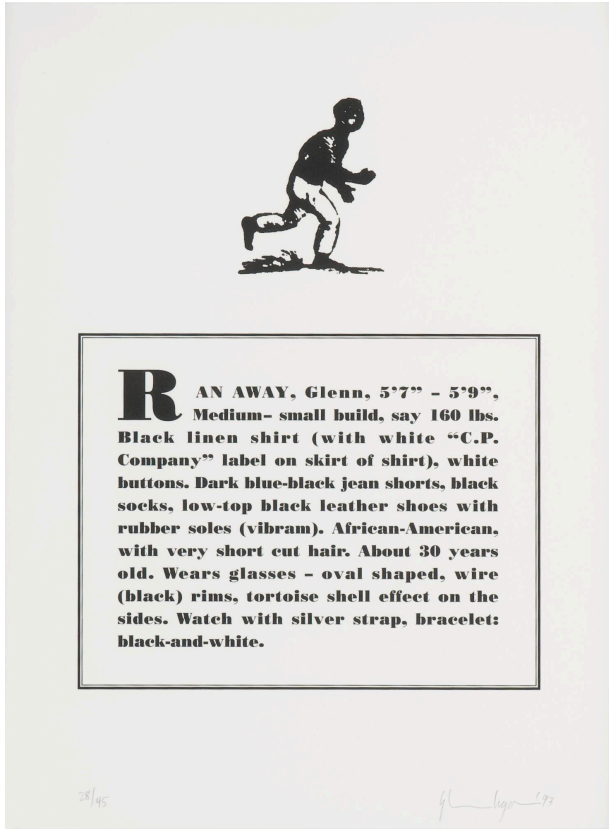 RAN AWAY, Glenn, 5’7” – 5’9”,
Medium– small build, say 160 lbs.
Black linen shirt (with white “C.P.
Company” label on skirt of shirt), white
buttons. Dark blue-black jean shorts, black
socks, low-top black leather shoes with
rubber soles (vibram). African-American,
with very short cut hair. About 30 years
old. Wears glasses – oval shaped, wire
(black) rims, tortoise shell effect on the
sides. Watch with silver strap, bracelet:
black-and-white.
28/45 Glenn Ligon '93